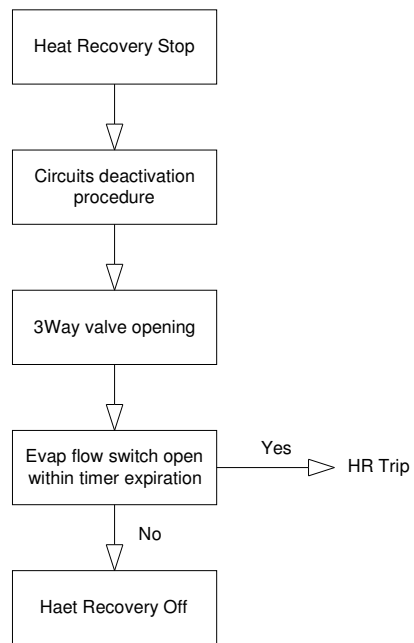 Heat Recovery Stop
Circuits deactivation
procedure
3Way valve opening
Evap flow switch open
within timer expiration
Yes
HR Trip
No
Haet Recovery Off